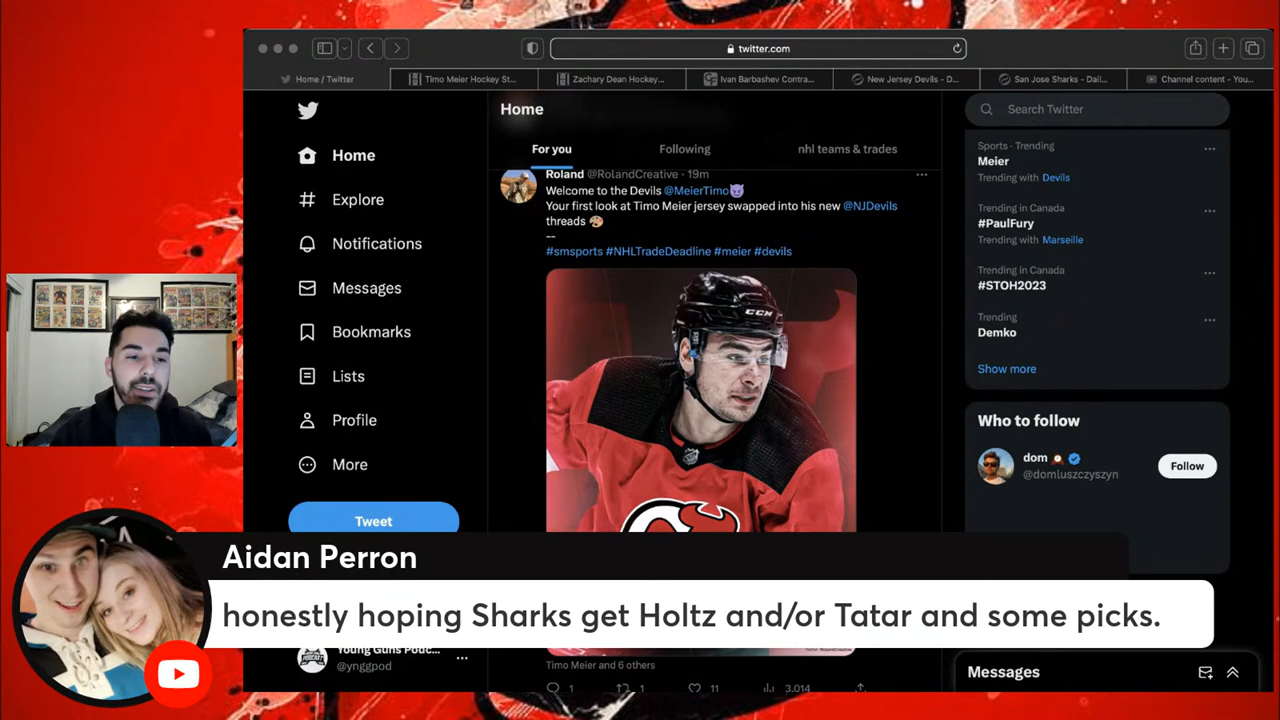 twitter.com
Home / Twitter
Timo Meier Hockey St...
Zachary Dean Hockey...
Ivan Barbashev Contra...
New Jersey Devils - D...
San Jose Sharks - Dail...
Channel content - You...
Home
Explore
Notifications
Messages
Bookmarks
Lists
Profile
More
Tweet
Young Guns Podc...
@ynggpod
Home
For you
Following
nhl teams & trades
Roland @RolandCreative · 19m
Welcome to the Devils @MeierTimo😈
Your first look at Timo Meier jersey swapped into his new @NJDevils
threads 🎨
--
#smsports #NHLTradeDeadline #meier #devils
CCM
Timo Meier and 6 others
1
1
11
3,014
Search Twitter
Sports · Trending
Meier
Trending with Devils
Trending in Canada
#PaulFury
Trending with Marseille
Trending in Canada
#STOH2023
Trending
Demko
Show more
Who to follow
dom
@domluszczyszyn
Follow
Messages
Aidan Perron
honestly hoping Sharks get Holtz and/or Tatar and some picks.